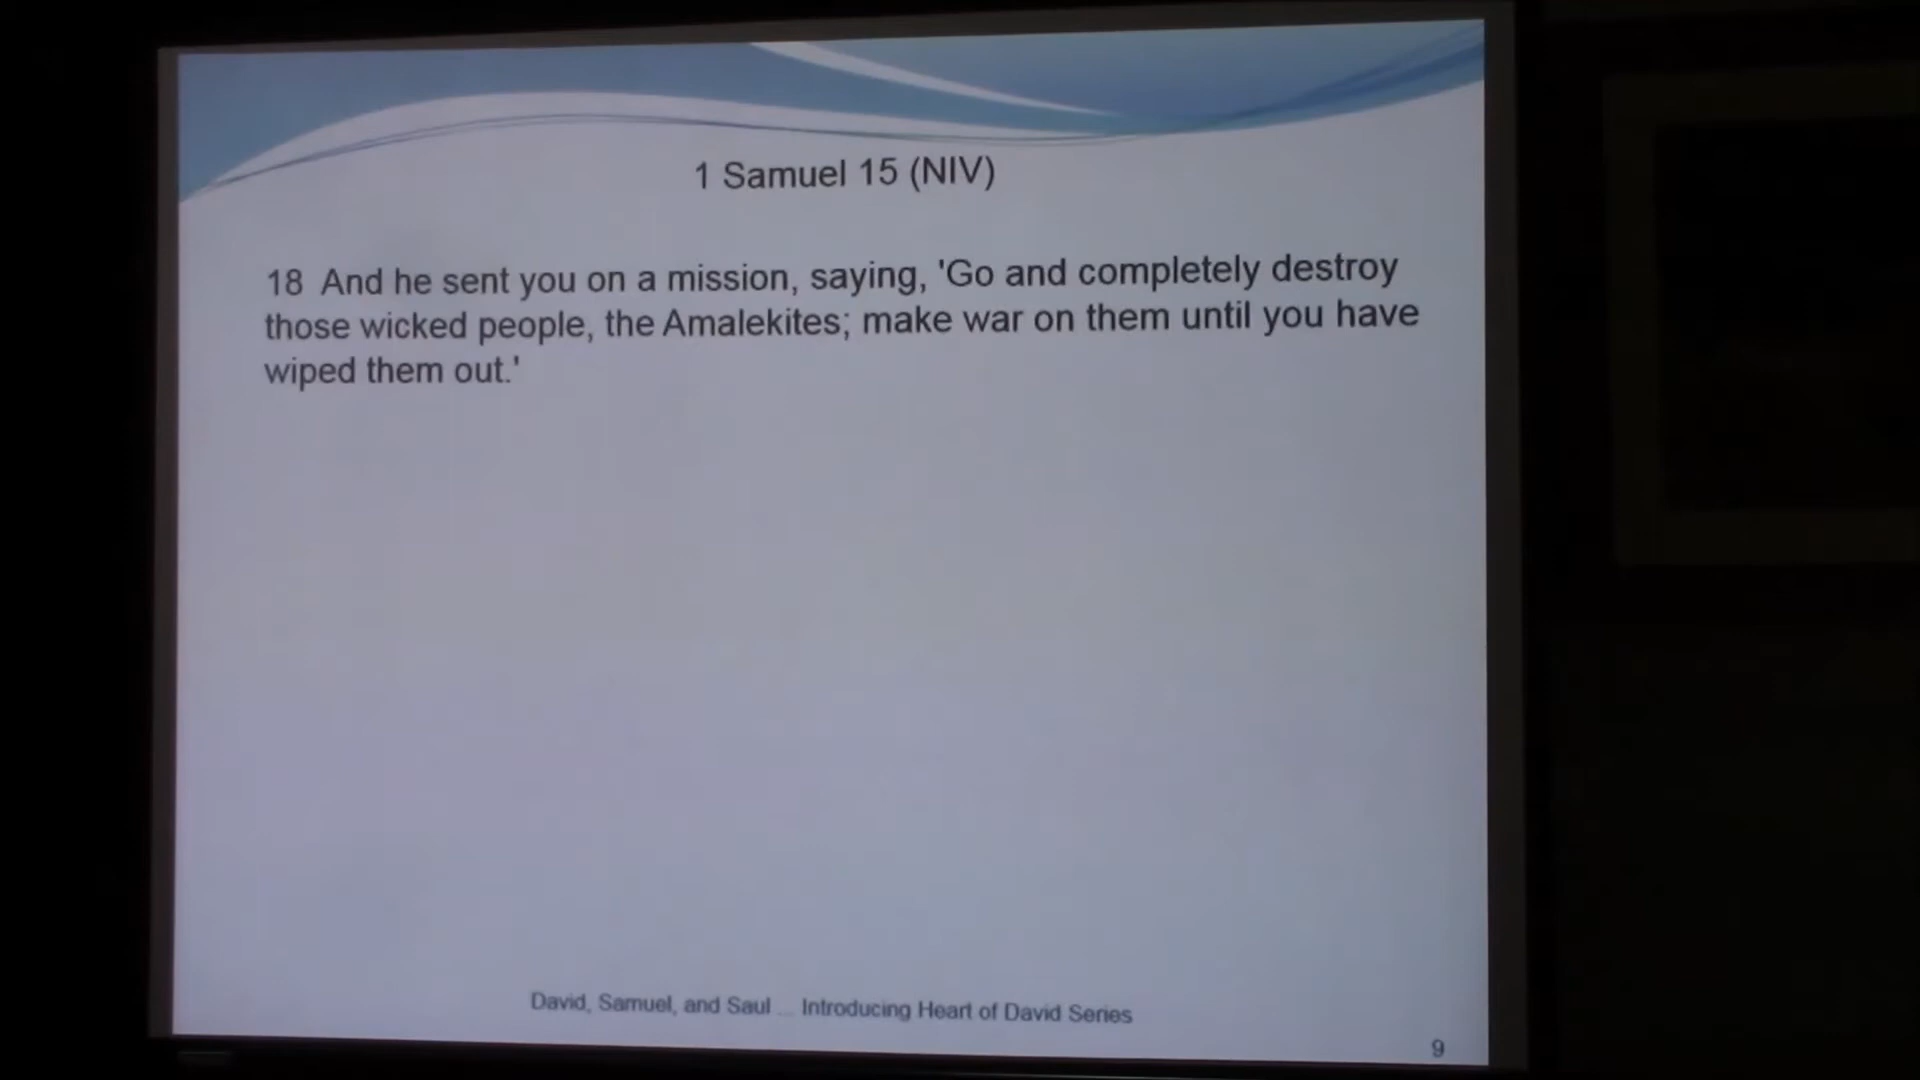 1 Samuel 15 (NIV)
18 And he sent you on a mission, saying, 'Go and completely destroy
those wicked people, the Amalekites; make war on them until you have
wiped them out.'
David, Samuel, and Saul ... Introducing Heart of David Series
9